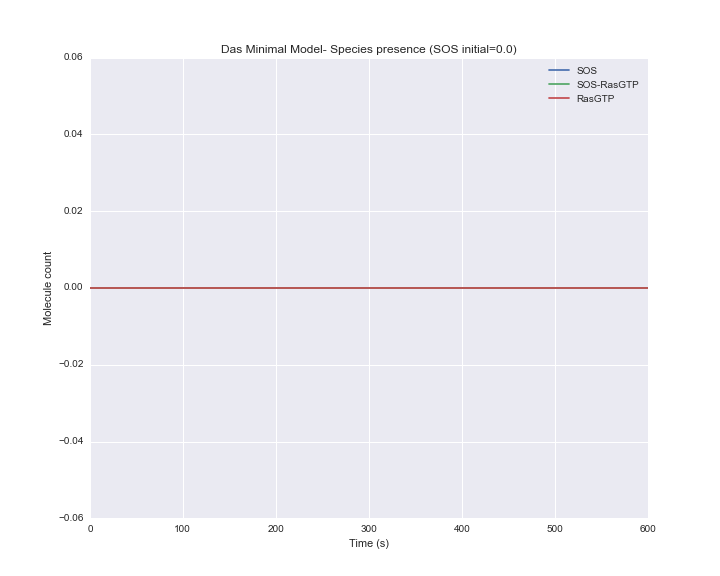 Das Minimal Model- Species presence (SOS initial=0.0)
0.06
0.04
0.02
0.00
−0.02
−0.04
−0.06
Molecule count
SOS
SOS-RasGTP
RasGTP
0 100 200 300 400 500 600
Time (s)